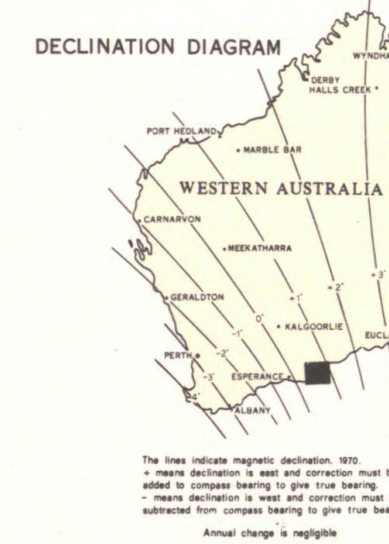 DECLINATION DIAGRAM
WYNDHA
DERBY
HALLS CREEK
PORT HEDLAND
MARBLE BAR
WESTERN AUSTRALIA
CARNARVON
MEEKATHARRA
+3°
+2°
GERALDTON
+1°
0°
-1°
KALGOORLIE
EUCL
PERTH
-2°
-3°
ESPERANCE
4°
ALBANY
The lines indicate magnetic declination. 1970.
+ means declination is east and correction must b
added to compass bearing to give true bearing.
- means declination is west and correction must
subtracted from compass bearing to give true bea
Annual change is negligible